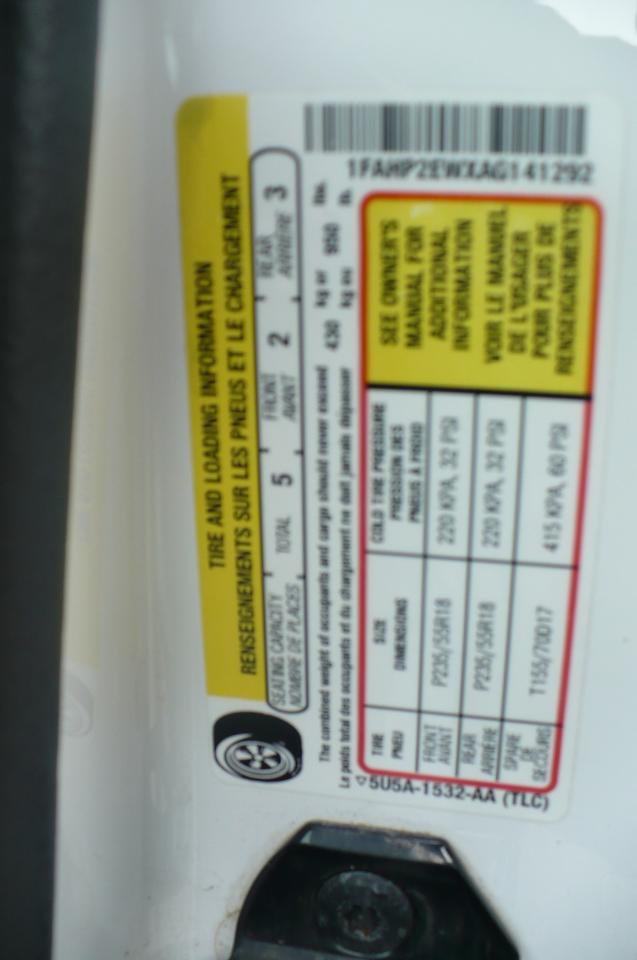 1FAHP2EWXAG141292
TIRE AND LOADING INFORMATION
RENSEIGNEMENTS SUR LES PNEUS ET LE CHARGEMENT
SEATING CAPACITY
NOMBRE DE PLACES
TOTAL 5
FRONT
AVANT
2
REAR
ARRIÈRE
3
The combined weight of occupants and cargo should never exceed 430 kg or 950 lbs.
Le poids total des occupants et du chargement ne doit jamais dépasser 430 kg ou 950 lb.
TIRE
PNEU
SIZE
DIMENSIONS
COLD TIRE PRESSURE
PRESSION DES
PNEUS À FROID
FRONT
AVANT
P235/55R18
220 KPA, 32 PSI
REAR
ARRIÈRE
P235/55R18
220 KPA, 32 PSI
SPARE
DE
SECOURS
T155/70D17
415 KPA, 60 PSI
SEE OWNER'S
MANUAL FOR
ADDITIONAL
INFORMATION
VOIR LE MANUEL
DE L'USAGER
POUR PLUS DE
RENSEIGNEMENTS
5U5A-1532-AA (TLC)